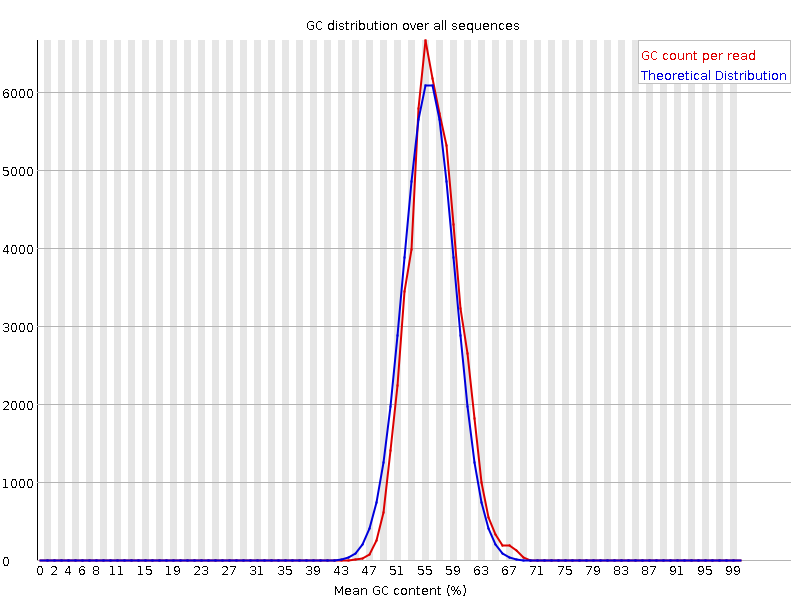 GC distribution over all sequences
GC count per read
Theoretical Distribution
6000
5000
4000
3000
2000
1000
0
0 2 4 6 8 11 15 19 23 27 31 35 39 43 47 51 55 59 63 67 71 75 79 83 87 91 95 99
Mean GC content (%)